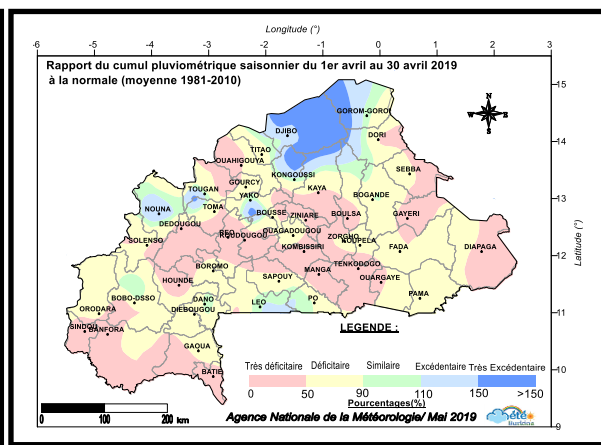 Longitude (°)
-6 -5 -4 -3 -2 -1 0 1 2 3
Rapport du cumul pluviométrique saisonnier du 1er avril au 30 avril 2019
à la normale (moyenne 1981-2010)
15
GOROM-GOROM
DJIBO
DORI
14
TITAO
OUAHIGOUYA
KONGOUSSI
SEBBA
GOURCY
KAYA
TOUGAN
YAKO
BOGANDE
13
NOUNA
TOMA
BOUSSE
ZINIARE
BOULSA
GAYERI
DEDOUGOU
REO
KOUDOUGOU
OUAGADOUGOU
ZORGHO
KOUPELA
SOLENSO
KOMBISSIRI
FADA
DIAPAGA
12
BOROMO
MANGA
TENKODOGO
HOUNDE
SAPOUY
OUARGAYE
BOBO-DSSO
DANO
LEO
PO
PAMA
ORODARA
DIEBOUGOU
11
SINDOU
BANFORA
LEGENDE :
GAOUA
Très déficitaire Déficitaire Similaire Excédentaire Très Excédentaire
10
BATIE
0 50 90 110 150 >150
Pourcentages(%)
0 100 200
km
Agence Nationale de la Météorologie/ Mai 2019
été
Burkina
9
Latitude (°)
N
W E
S